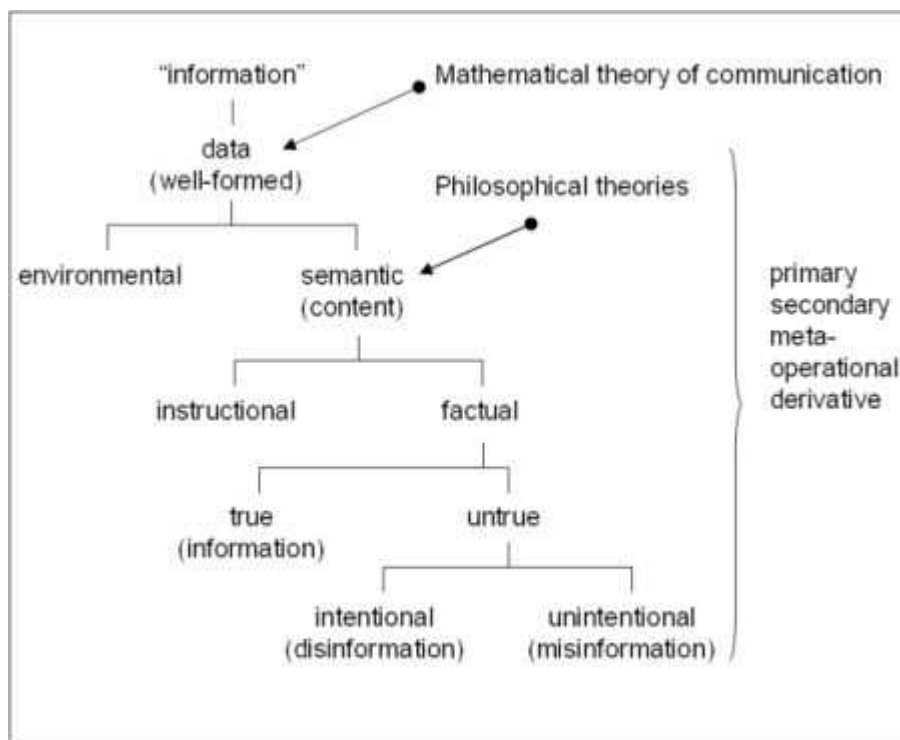 “information”
Mathematical theory of communication
data
(well-formed)
Philosophical theories
environmental
semantic
(content)
primary
secondary
meta-
operational
derivative
instructional
factual
true
(information)
untrue
intentional
(disinformation)
unintentional
(misinformation)